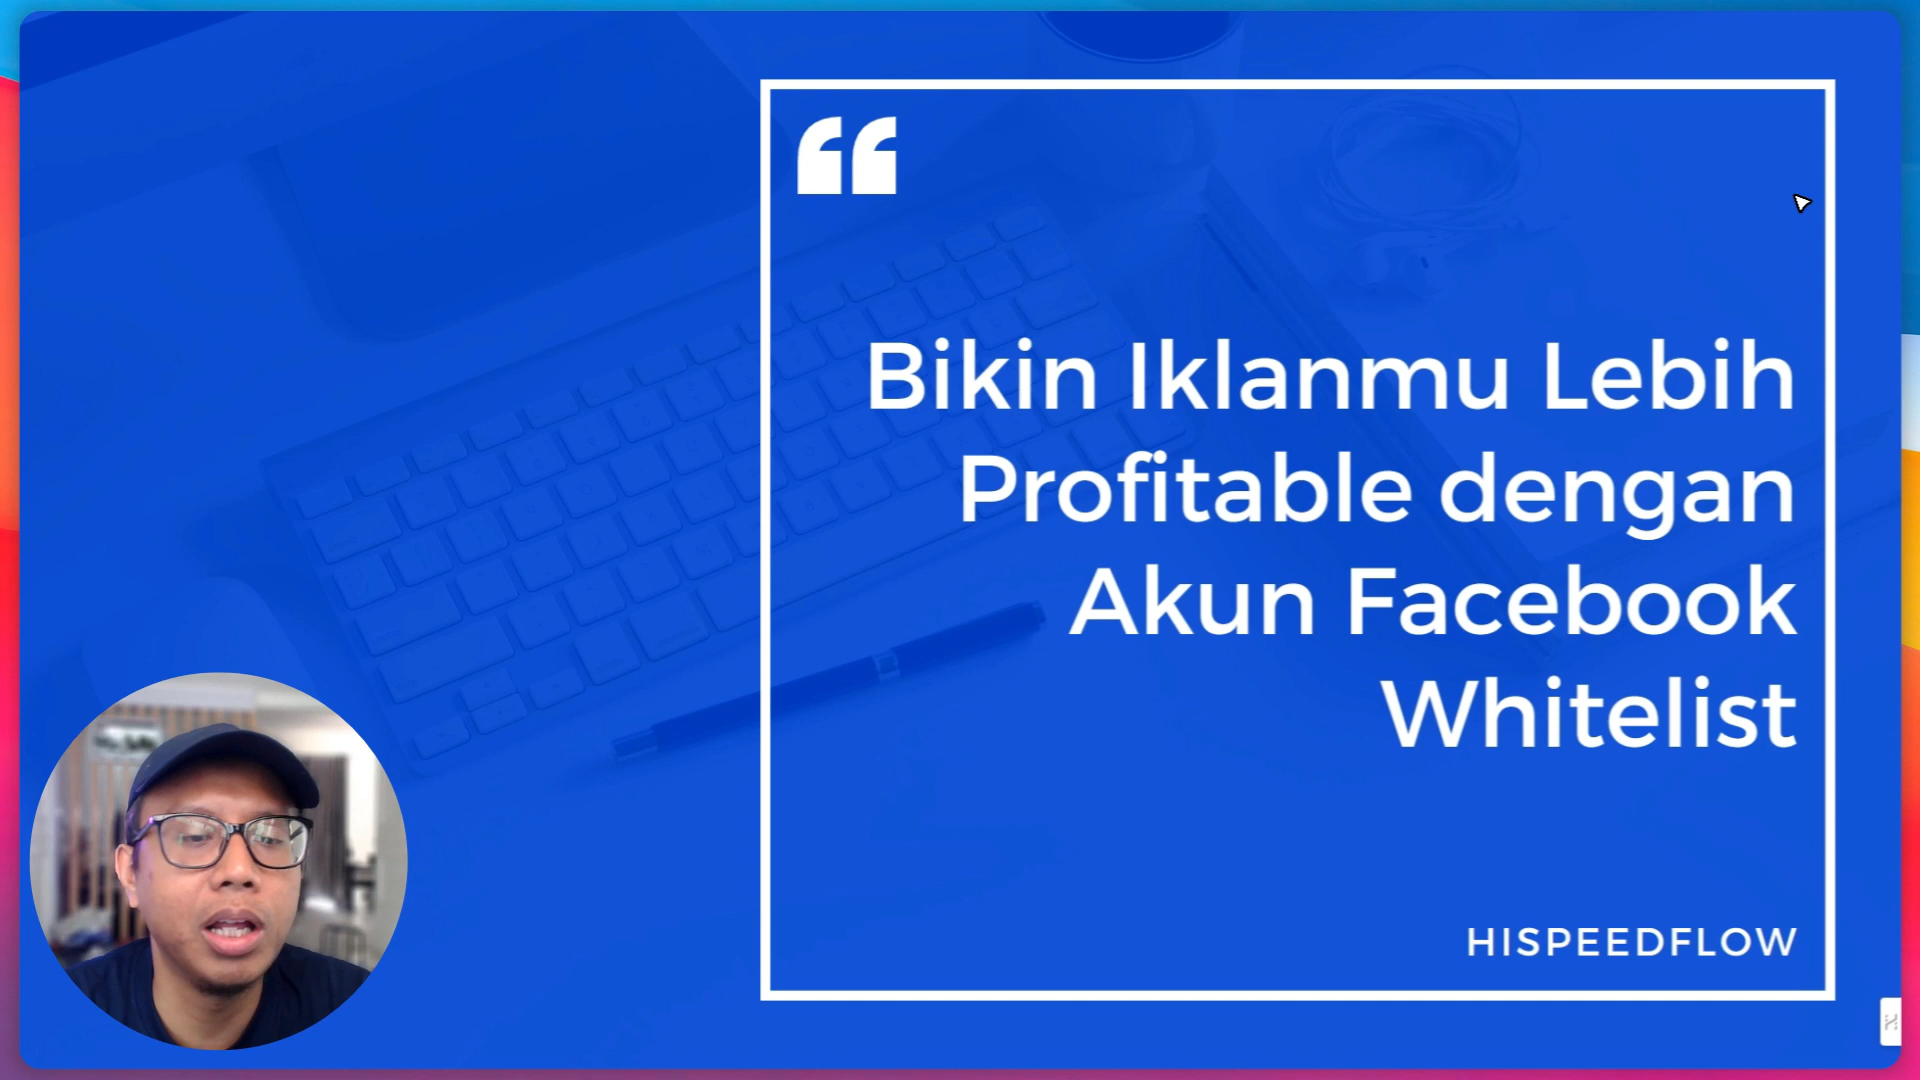 “
Bikin Iklanmu Lebih
Profitable dengan
Akun Facebook
Whitelist
HISPEEDFLOW